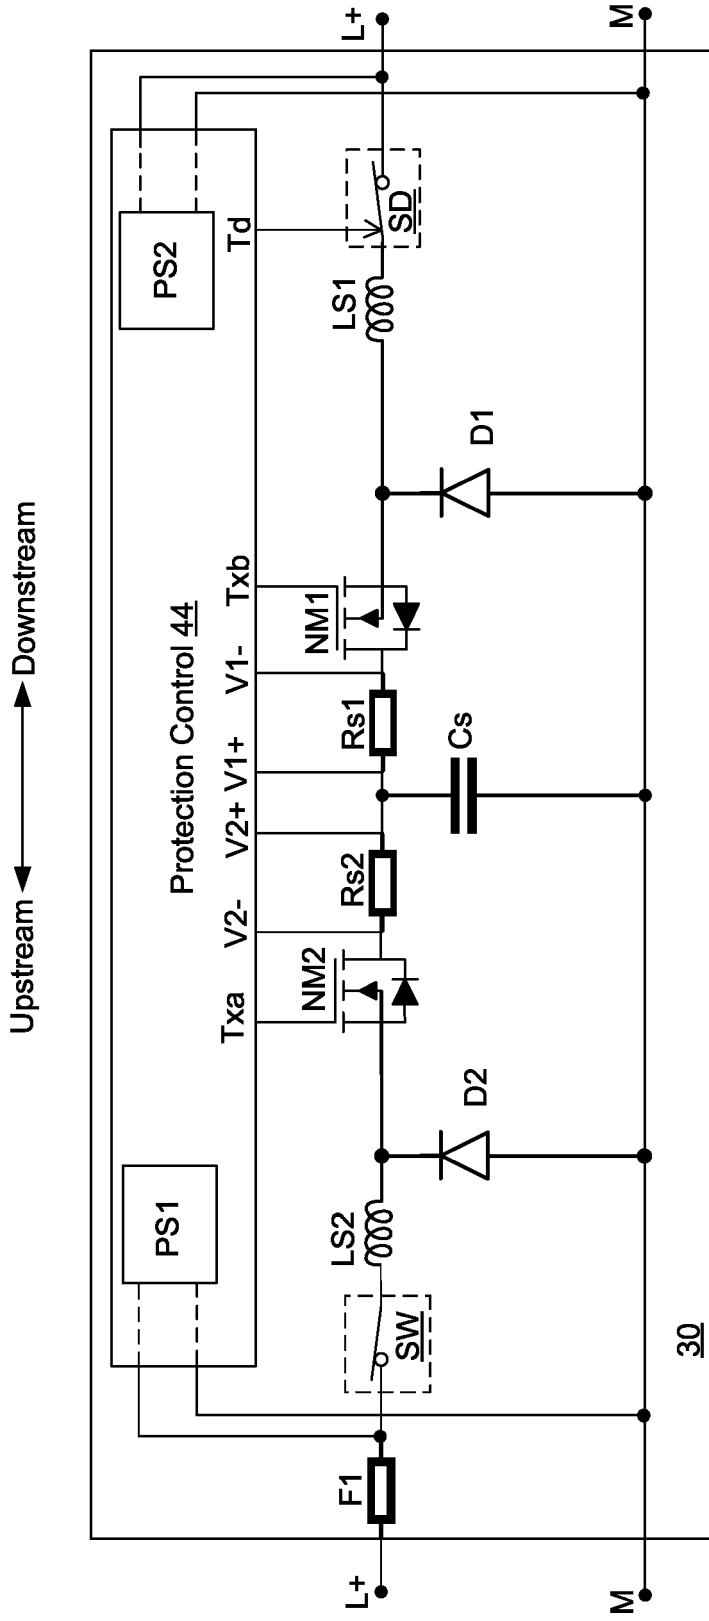 Upstream
Downstream
Protection Control 44
PS1
PS2
Txa
V2-
V2+
V1+
V1-
Txb
Td
L+
F1
SW
LS2
NM2
Rs2
Rs1
NM1
LS1
SD
L+
D2
Cs
D1
M
M
30